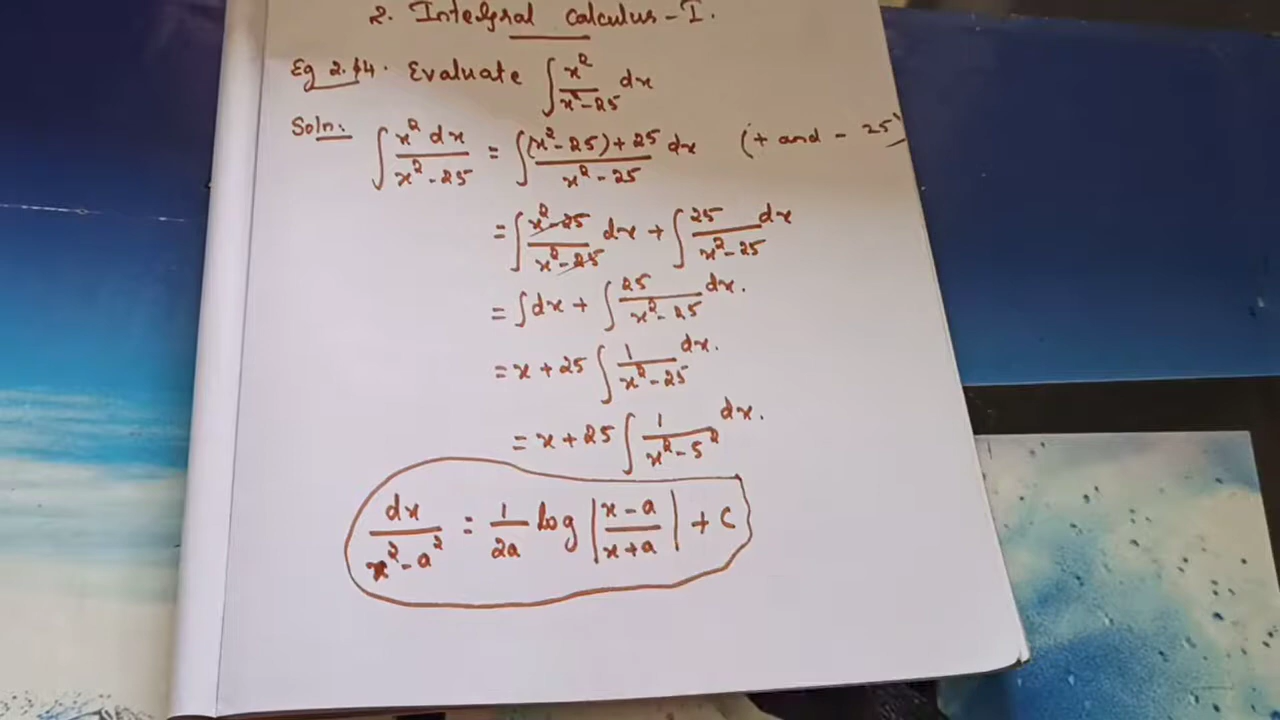 2. Integral Calculus - I.
Eg 2.44. Evaluate ∫ x²/(x²-25) dx
Soln. ∫ x² dx/(x²-25) = ∫ ((x²-25)+25)/(x²-25) dx (+ and - 25)
= ∫ (x²-25)/(x²-25) dx + ∫ 25/(x²-25) dx
= ∫ dx + ∫ 25/(x²-25) dx.
= x + 25 ∫ 1/(x²-25) dx.
= x + 25 ∫ 1/(x²-5²) dx.
dx/(x²-a²) = 1/2a log |(x-a)/(x+a)| + c